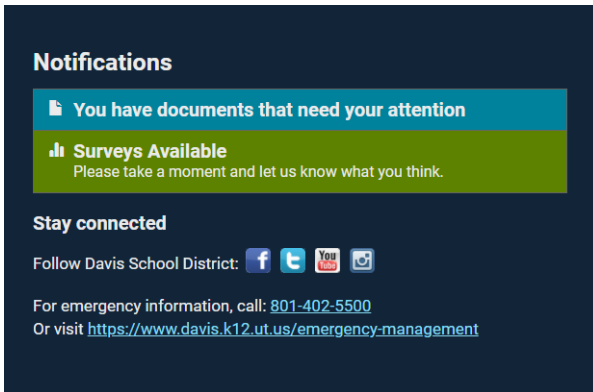 Notifications
You have documents that need your attention
Surveys Available
Please take a moment and let us know what you think.
Stay connected
Follow Davis School District: f t You Tube
For emergency information, call: 801-402-5500
Or visit https://www.davis.k12.ut.us/emergency-management